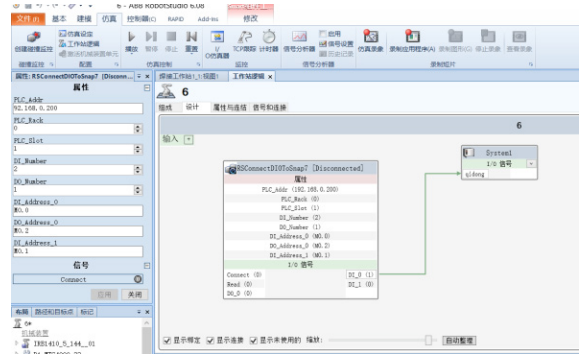 6 - ABB RobotStudio 6.08
文件(F) 基本 建模 仿真 控制器(C) RAPID Add-Ins 修改
创建碰撞监控
仿真设定
工作站逻辑
激活机械装置单元
播放 暂停 停止 重置
I/O仿真器
TCP跟踪 计时器
信号分析器
启用
信号设置
历史记录
仿真录像 录制应用程序(A) 录制图形(G) 停止录像 查看录像
碰撞监控 配置 仿真控制 监控 信号分析器 录制短片
属性: RSConnectDIOToSnap7 [Disconn...
焊接工作站1_1:视图1 工作站逻辑
属性
PLC_Addr
92.168.0.200
PLC_Rack
0
PLC_Slot
1
DI_Number
2
DO_Number
1
DI_Address_0
M0.0
DO_Address_0
M0.2
DI_Address_1
M0.1
信号
Connect
应用 关闭
布局 路径和目标点 标记
6*
机械装置
IRB1410_5_144__01
6
组成 设计 属性与连结 信号和连接
6
输入
RSConnectDIOToSnap7 [Disconnected]
属性
PLC_Addr (192.168.0.200)
PLC_Rack (0)
PLC_Slot (1)
DI_Number (2)
DO_Number (1)
DI_Address_0 (M0.0)
DO_Address_0 (M0.2)
DI_Address_1 (M0.1)
I/O 信号
Connect (0) DI_0 (1)
Read (0) DI_1 (0)
DO_0 (0)
System1
I/O 信号
qidong
显示绑定 显示连接 显示未使用的 缩放: 自动整理